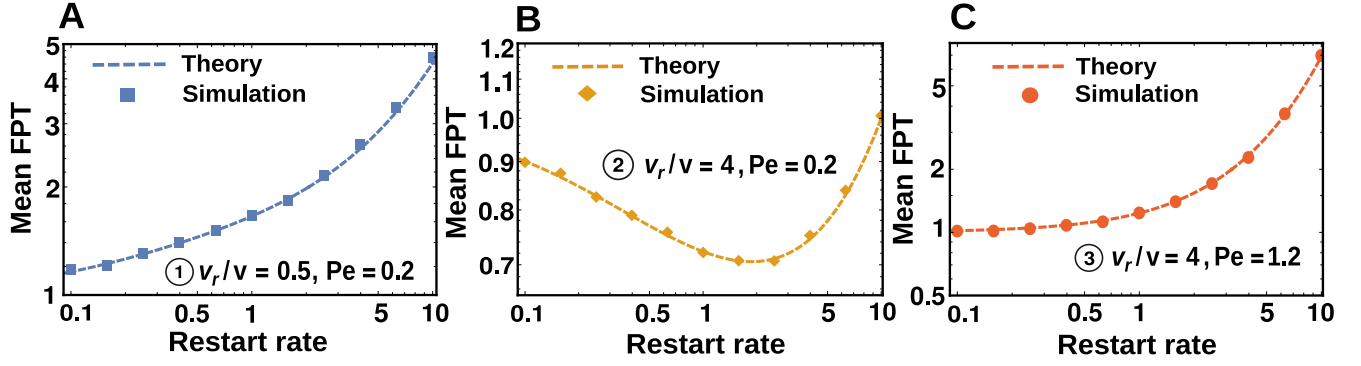 A
Mean FPT
5
4
3
2
1
Theory
Simulation
1 vr/v = 0.5, Pe = 0.2
0.1 0.5 1 5 10
Restart rate
B
Mean FPT
1.2
1.1
1.0
0.9
0.8
0.7
Theory
Simulation
2 vr/v = 4, Pe = 0.2
0.1 0.5 1 5 10
Restart rate
C
Mean FPT
5
2
1
0.5
Theory
Simulation
3 vr/v = 4, Pe = 1.2
0.1 0.5 1 5 10
Restart rate